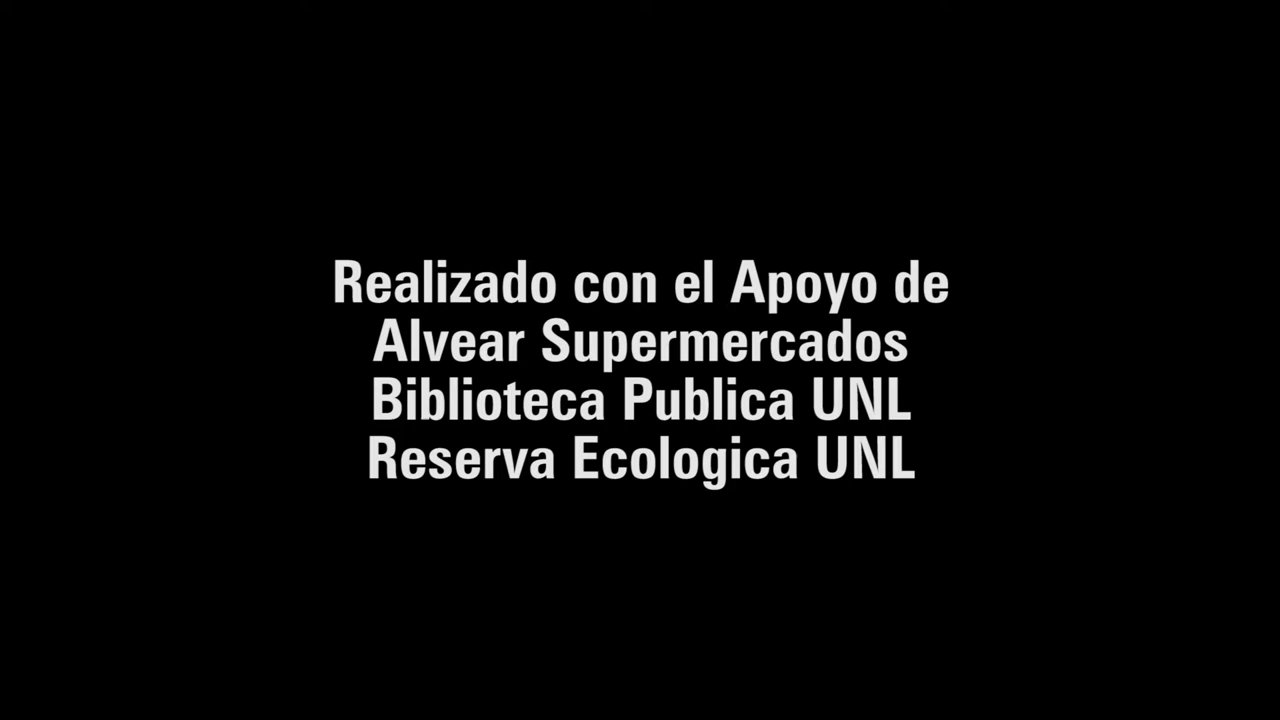 Realizado con el Apoyo de
Alvear Supermercados
Biblioteca Publica UNL
Reserva Ecologica UNL